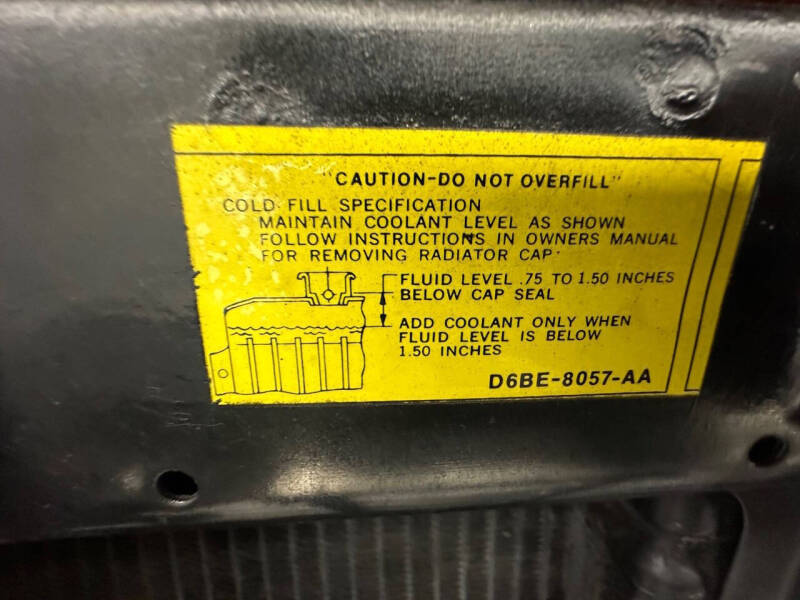 "CAUTION-DO NOT OVERFILL"
COLD FILL SPECIFICATION
MAINTAIN COOLANT LEVEL AS SHOWN
FOLLOW INSTRUCTIONS IN OWNERS MANUAL
FOR REMOVING RADIATOR CAP.
FLUID LEVEL .75 TO 1.50 INCHES
BELOW CAP SEAL
ADD COOLANT ONLY WHEN
FLUID LEVEL IS BELOW
1.50 INCHES
D6BE-8057-AA